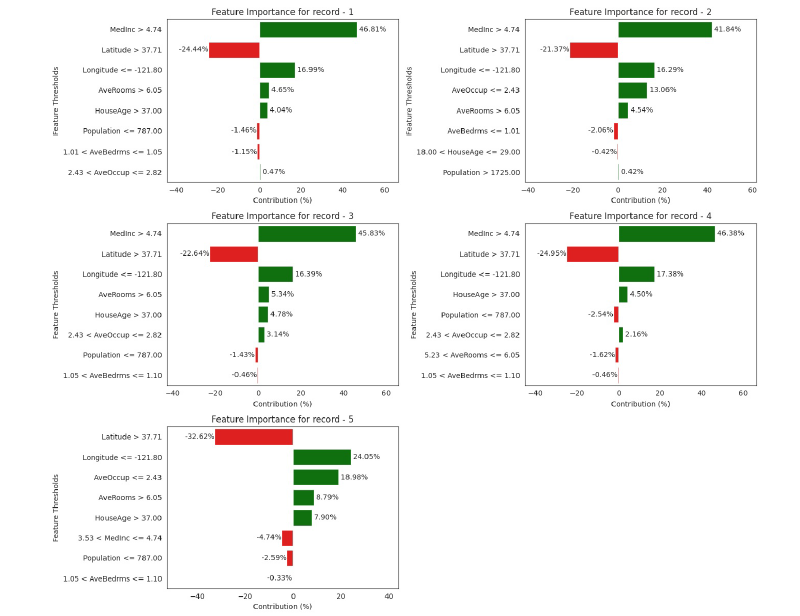 Feature Importance for record - 1
MedInc > 4.74
46.81%
Latitude > 37.71
-24.44%
Longitude <= -121.80
16.99%
AveRooms > 6.05
4.65%
HouseAge > 37.00
4.04%
Population <= 787.00
-1.46%
1.01 < AveBedrms <= 1.05
-1.15%
2.43 < AveOccup <= 2.82
0.47%
Feature Thresholds
-40 -20 0 20 40 60
Contribution (%)
Feature Importance for record - 2
MedInc > 4.74
41.84%
Latitude > 37.71
-21.37%
Longitude <= -121.80
16.29%
AveOccup <= 2.43
13.06%
AveRooms > 6.05
4.54%
AveBedrms <= 1.01
-2.06%
18.00 < HouseAge <= 29.00
-0.42%
Population > 1725.00
0.42%
Feature Thresholds
-40 -20 0 20 40 60
Contribution (%)
Feature Importance for record - 3
MedInc > 4.74
45.83%
Latitude > 37.71
-22.64%
Longitude <= -121.80
16.39%
AveRooms > 6.05
5.34%
HouseAge > 37.00
4.78%
2.43 < AveOccup <= 2.82
3.14%
Population <= 787.00
-1.43%
1.05 < AveBedrms <= 1.10
-0.46%
Feature Thresholds
-40 -20 0 20 40 60
Contribution (%)
Feature Importance for record - 4
MedInc > 4.74
46.38%
Latitude > 37.71
-24.95%
Longitude <= -121.80
17.38%
HouseAge > 37.00
4.50%
Population <= 787.00
-2.54%
2.43 < AveOccup <= 2.82
2.16%
5.23 < AveRooms <= 6.05
-1.62%
1.05 < AveBedrms <= 1.10
-0.46%
Feature Thresholds
-40 -20 0 20 40 60
Contribution (%)
Feature Importance for record - 5
Latitude > 37.71
-32.62%
Longitude <= -121.80
24.05%
AveOccup <= 2.43
18.98%
AveRooms > 6.05
8.79%
HouseAge > 37.00
7.90%
3.53 < MedInc <= 4.74
-4.74%
Population <= 787.00
-2.59%
1.05 < AveBedrms <= 1.10
-0.33%
Feature Thresholds
-40 -20 0 20 40
Contribution (%)